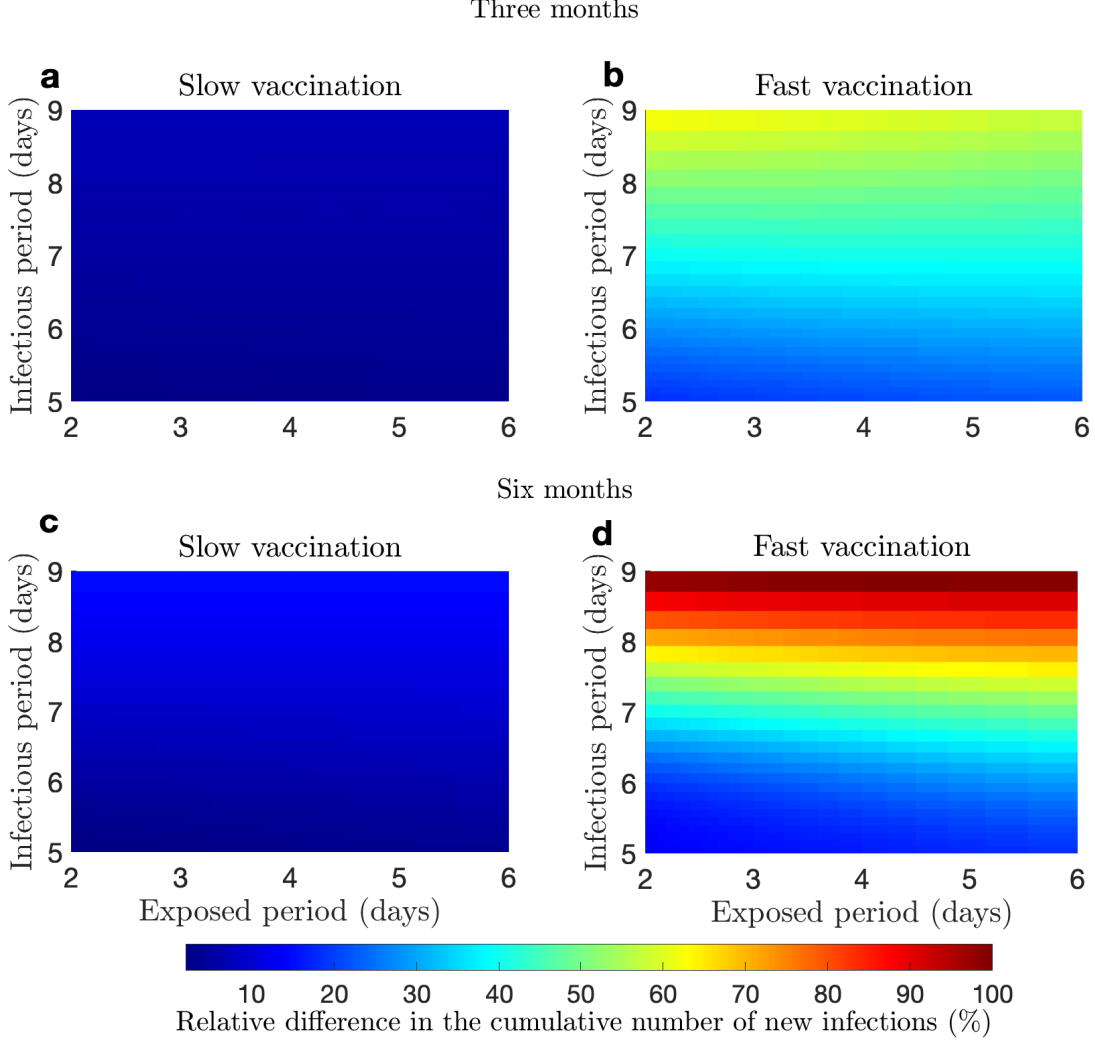 Three months
a
Slow vaccination
b
Fast vaccination
Infectious period (days)
9
8
7
6
5
2 3 4 5 6
Infectious period (days)
9
8
7
6
5
2 3 4 5 6
Six months
c
Slow vaccination
d
Fast vaccination
Infectious period (days)
9
8
7
6
5
2 3 4 5 6
Exposed period (days)
Infectious period (days)
9
8
7
6
5
2 3 4 5 6
Exposed period (days)
10 20 30 40 50 60 70 80 90 100
Relative difference in the cumulative number of new infections (%)